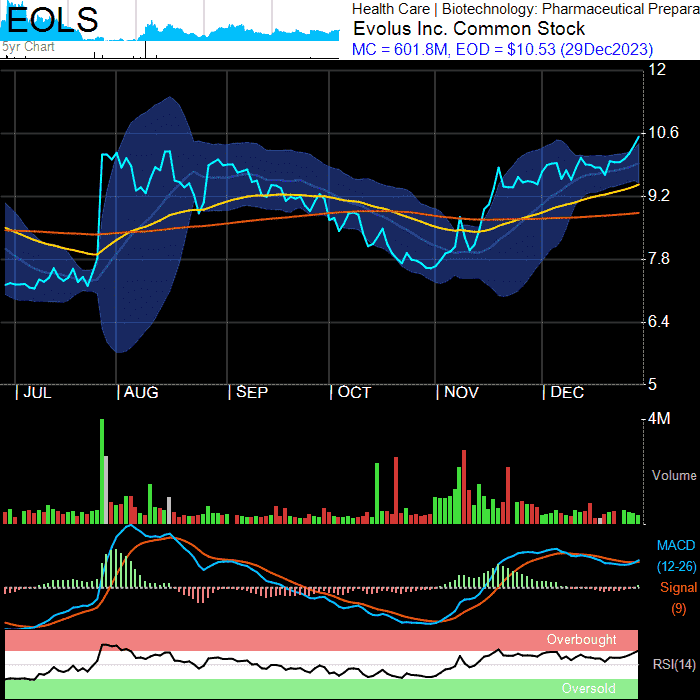 EOLS
5yr Chart
Health Care | Biotechnology: Pharmaceutical Prepara
Evolus Inc. Common Stock
MC = 601.8M, EOD = $10.53 (29Dec2023)
12
10.6
9.2
7.8
6.4
5
| JUL
| AUG
| SEP
| OCT
| NOV
| DEC
4M
Volume
MACD
(12-26)
Signal
(9)
Overbought
RSI(14)
Oversold